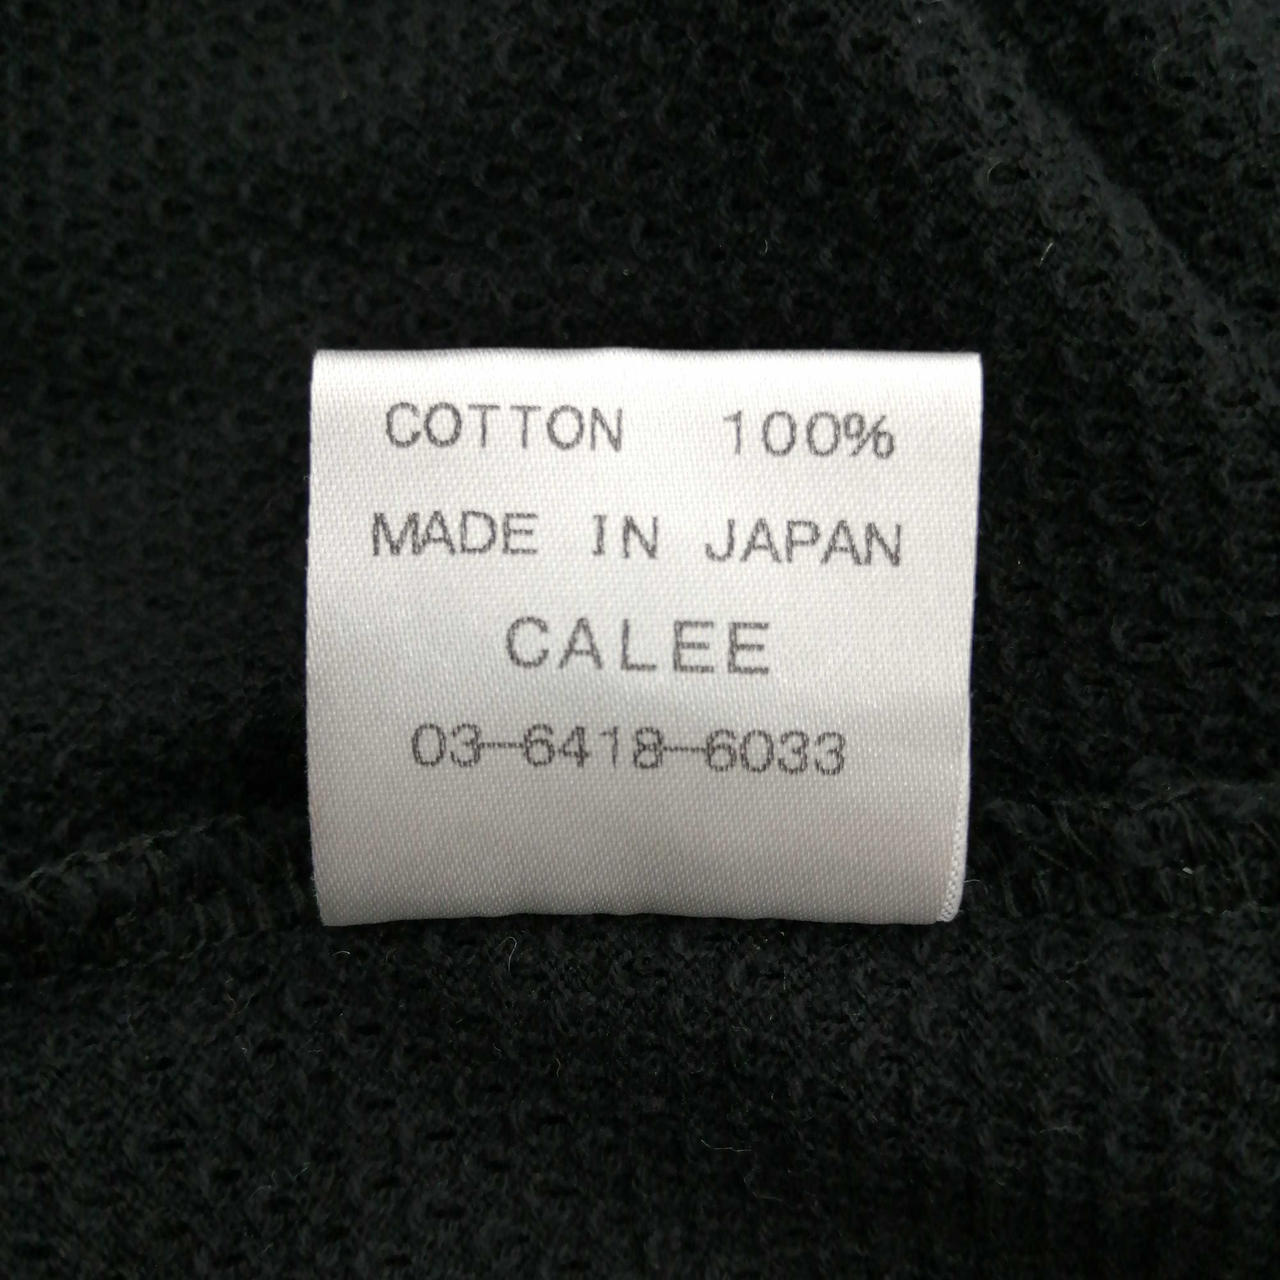 COTTON 100%
MADE IN JAPAN
CALEE
03-6418-6033